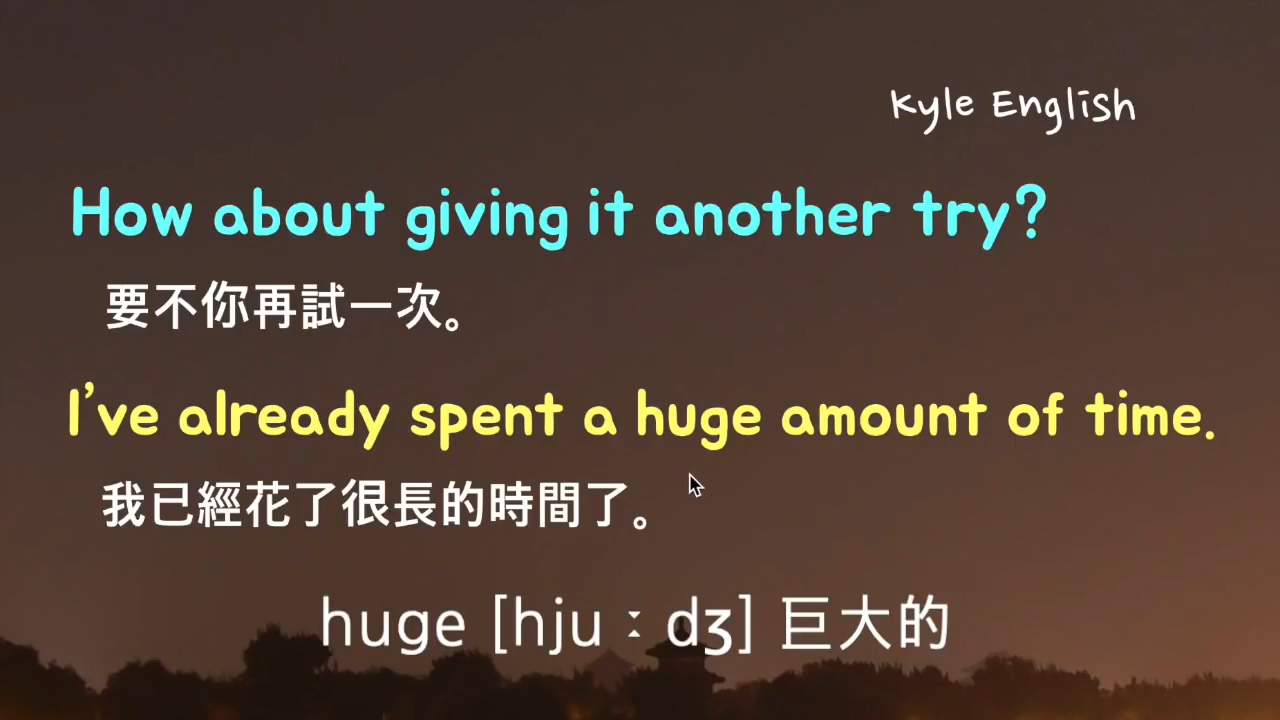 Kyle English
How about giving it another try?
要不你再試一次。
I've already spent a huge amount of time.
我已經花了很長的時間了。
huge [hjuːdʒ] 巨大的